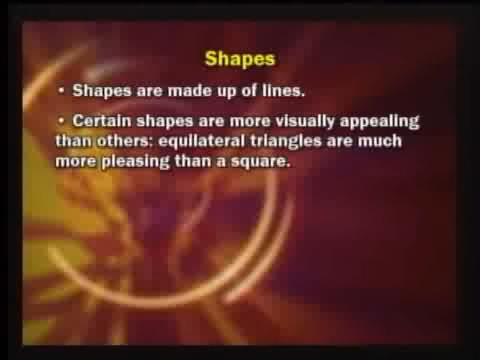 Shapes
• Shapes are made up of lines.
• Certain shapes are more visually appealing
than others: equilateral triangles are much
more pleasing than a square.